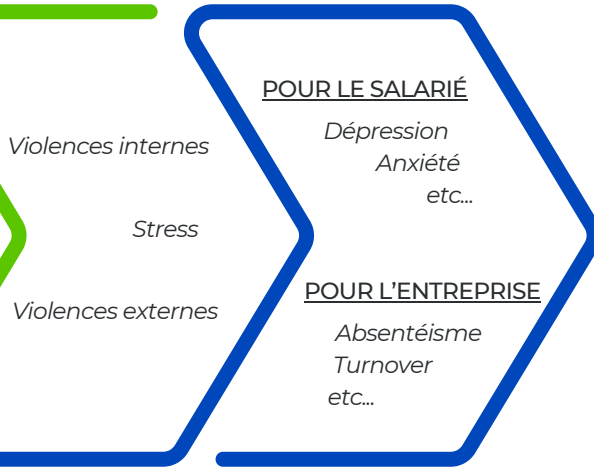 Violences internes
Stress
Violences externes
POUR LE SALARIÉ
Dépression
Anxiété
etc...
POUR L’ENTREPRISE
Absentéisme
Turnover
etc...